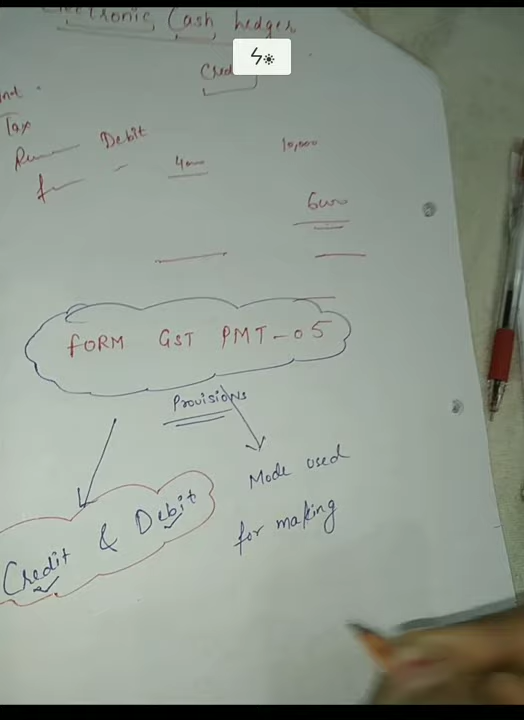 Electronic Cash Ledger
Cred
Tax
Debit
4000
10,000
6000
FORM GST PMT-05
Provisions
Mode used
for making
Credit & Debit